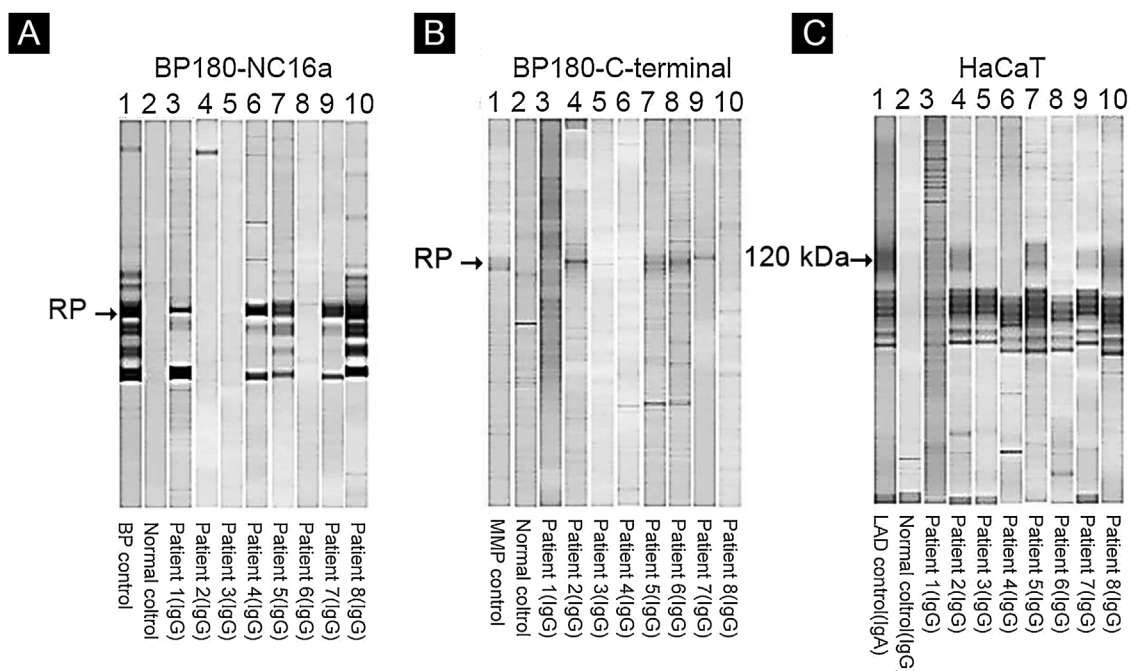 A
BP180-NC16a
1 2 3 4 5 6 7 9 10
RP
BP control
Normal coltrol
Patient 1(IgG)
Patient 2(IgG)
Patient 3(IgG)
Patient 4(IgG)
Patient 5(IgG)
Patient 6(IgG)
Patient 7(IgG)
Patient 8(IgG)
B
BP180-C-terminal
1 2 3 4 5 6 7 8 9 10
RP
MMP control
Normal coltrol
Patient 1(IgG)
Patient 2(IgG)
Patient 3(IgG)
Patient 4(IgG)
Patient 5(IgG)
Patient 6(IgG)
Patient 7(IgG)
Patient 8(IgG)
C
HaCaT
1 2 3 4 5 6 7 8 9 10
120 kDa
LAD control(IgA)
Normal coltrol(IgG
Patient 1(IgG)
Patient 2(IgG)
Patient 3(IgG)
Patient 4(IgG)
Patient 5(IgG)
Patient 6(IgG)
Patient 7(IgG)
Patient 8(IgG)